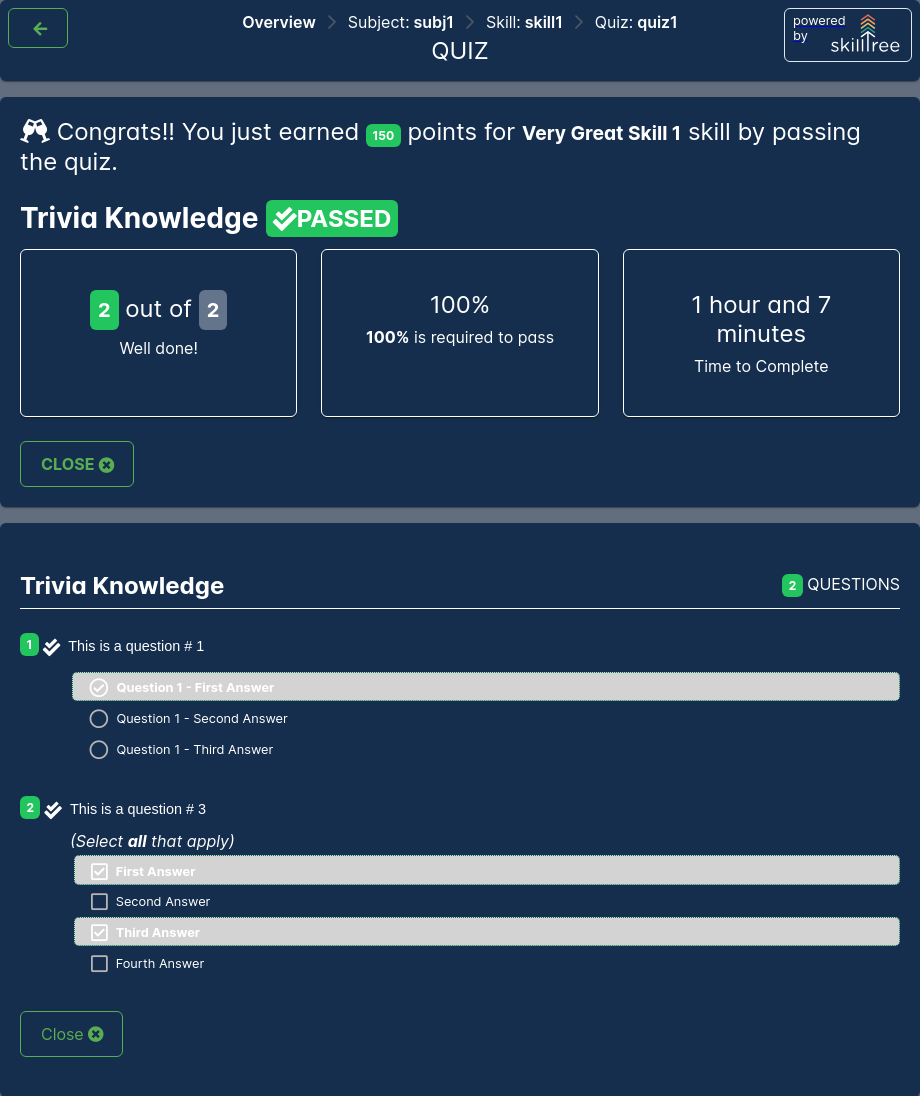 Overview > Subject: subj1 > Skill: skill1 > Quiz: quiz1
QUIZ
powered
by
skilltree
Congrats!! You just earned 150 points for Very Great Skill 1 skill by passing
the quiz.
Trivia Knowledge PASSED
2 out of 2
Well done!
100%
100% is required to pass
1 hour and 7
minutes
Time to Complete
CLOSE
Trivia Knowledge
2 QUESTIONS
1 This is a question # 1
Question 1 - First Answer
Question 1 - Second Answer
Question 1 - Third Answer
2 This is a question # 3
(Select all that apply)
First Answer
Second Answer
Third Answer
Fourth Answer
Close